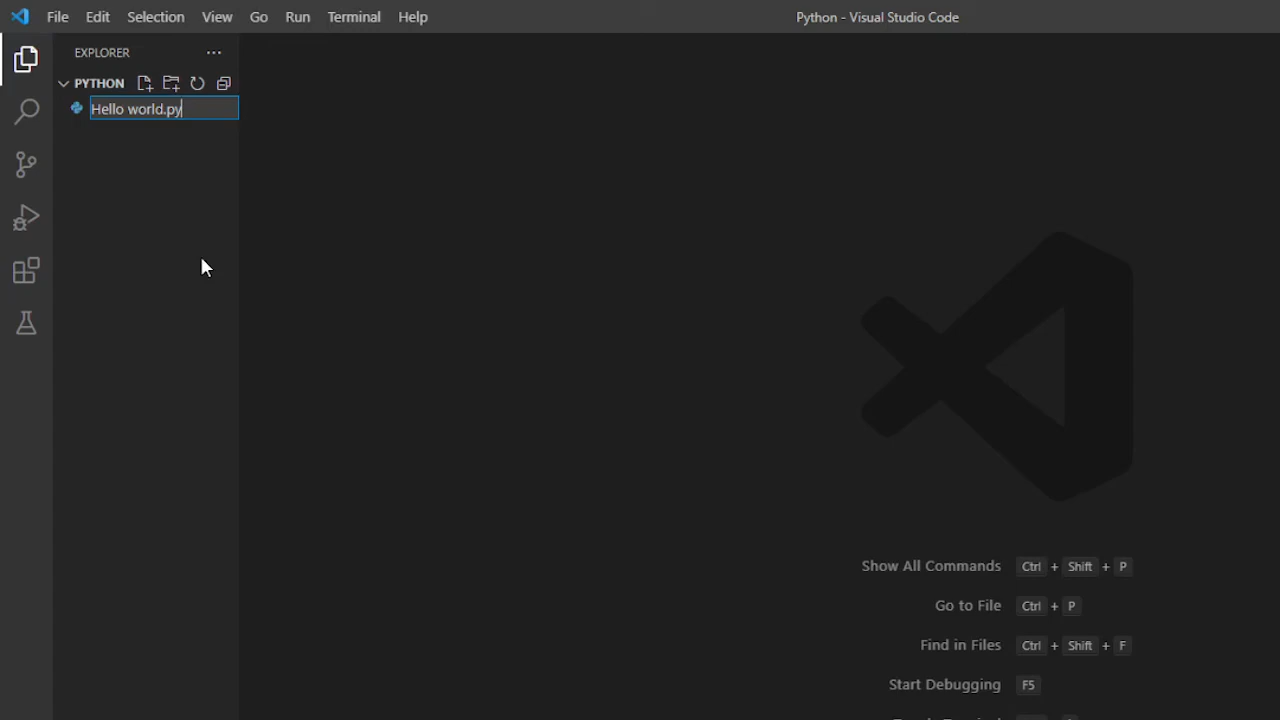 File Edit Selection View Go Run Terminal Help
Python - Visual Studio Code
EXPLORER
PYTHON
Hello world.py
Show All Commands Ctrl + Shift + P
Go to File Ctrl + P
Find in Files Ctrl + Shift + F
Start Debugging F5